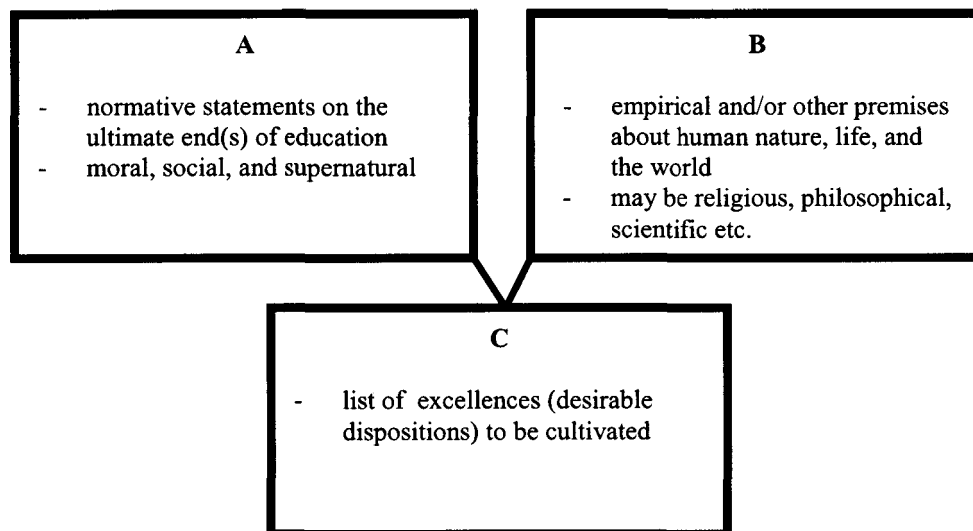 A
- normative statements on the
ultimate end(s) of education
- moral, social, and supernatural
B
- empirical and/or other premises
about human nature, life, and
the world
- may be religious, philosophical,
scientific etc.
C
- list of excellences (desirable
dispositions) to be cultivated